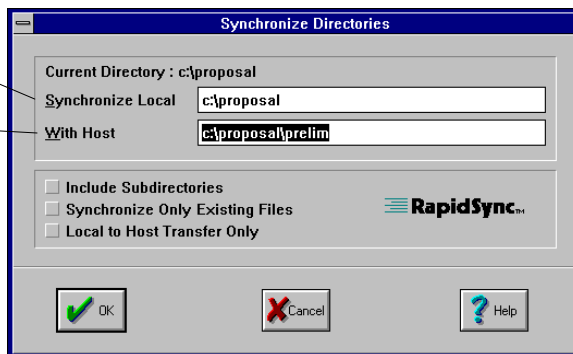 Synchronize Directories
Current Directory : c:\proposal
Synchronize Local c:\proposal
With Host c:\proposal\prelim
Include Subdirectories
Synchronize Only Existing Files
Local to Host Transfer Only
RapidSync™
OK Cancel Help